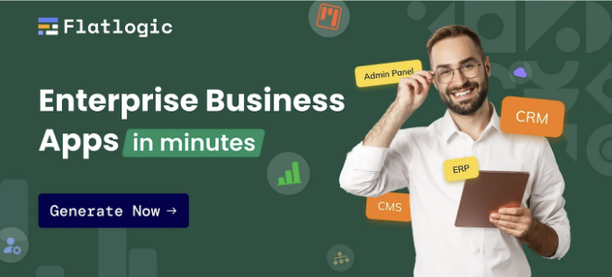 Flatlogic
Enterprise Business
Apps in minutes
Generate Now →
Admin Panel
CRM
ERP
CMS